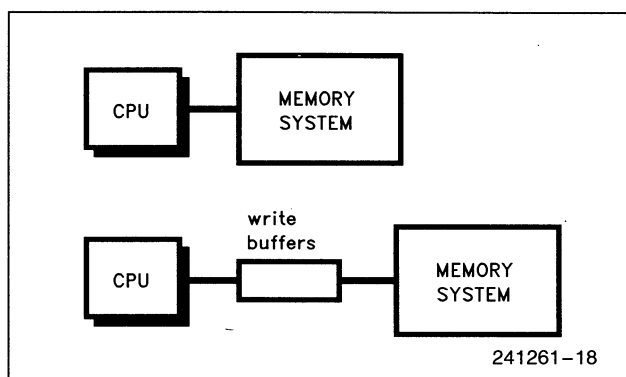 CPU
MEMORY
SYSTEM
write
buffers
CPU
MEMORY
SYSTEM
241261-18